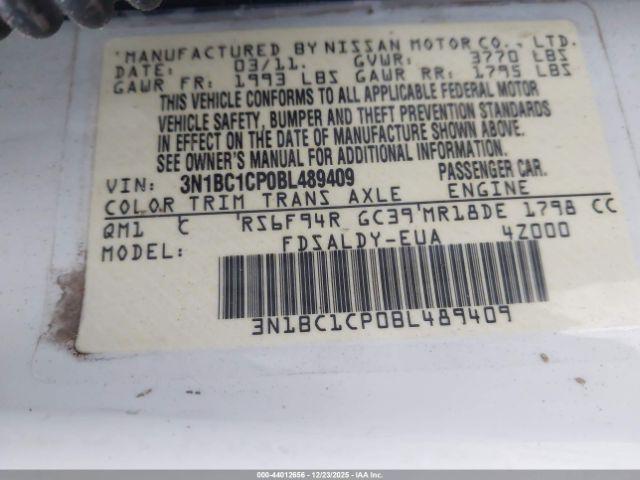 MANUFACTURED BY NISSAN MOTOR CO., LTD.
DATE: 03/11. GVWR: 3770 LBS
GAWR FR: 1993 LBS GAWR RR: 1795 LBS
THIS VEHICLE CONFORMS TO ALL APPLICABLE FEDERAL MOTOR
VEHICLE SAFETY, BUMPER AND THEFT PREVENTION STANDARDS
IN EFFECT ON THE DATE OF MANUFACTURE SHOWN ABOVE.
SEE OWNER'S MANUAL FOR ADDITIONAL INFORMATION.
VIN: 3N1BC1CP0BL489409 PASSENGER CAR.
COLOR TRIM TRANS AXLE ENGINE
QM1 C RS6F94R GC39 MR18DE 1798 CC
MODEL: FDSALDY-EUA 4Z000
3N1BC1CP0BL489409
000-44012656 - 12/23/2025 - IAA Inc.